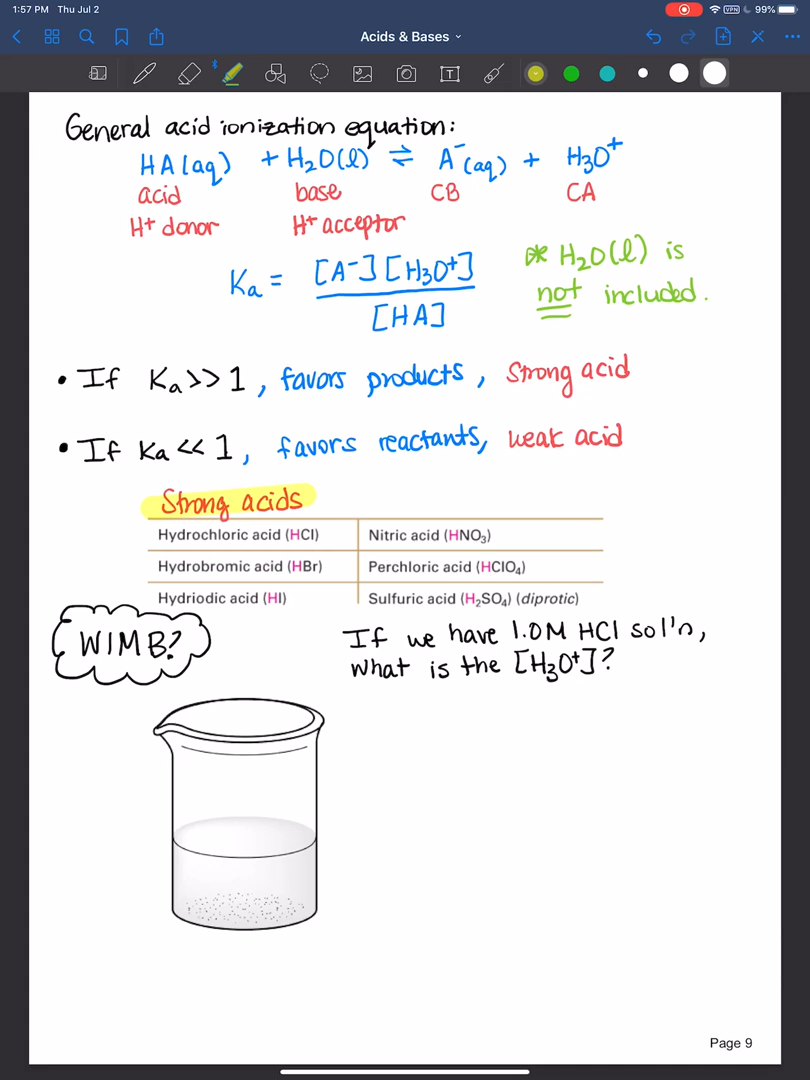 1:57 PM Thu Jul 2
VPN 99%
Acids & Bases
General acid ionization equation:
HA(aq) + H₂O(l) ⇌ A⁻(aq) + H₃O⁺
acid base CB CA
H⁺ donor H⁺ acceptor
Ka = [A⁻][H₃O⁺]
[HA]
* H₂O(l) is
not included.
• If Ka >> 1, favors products, Strong acid
• If Ka << 1, favors reactants, weak acid
Strong acids
Hydrochloric acid (HCl) Nitric acid (HNO₃)
Hydrobromic acid (HBr) Perchloric acid (HClO₄)
Hydriodic acid (HI) Sulfuric acid (H₂SO₄) (diprotic)
WIMB?
If we have 1.0M HCl sol'n,
what is the [H₃O⁺]?
Page 9